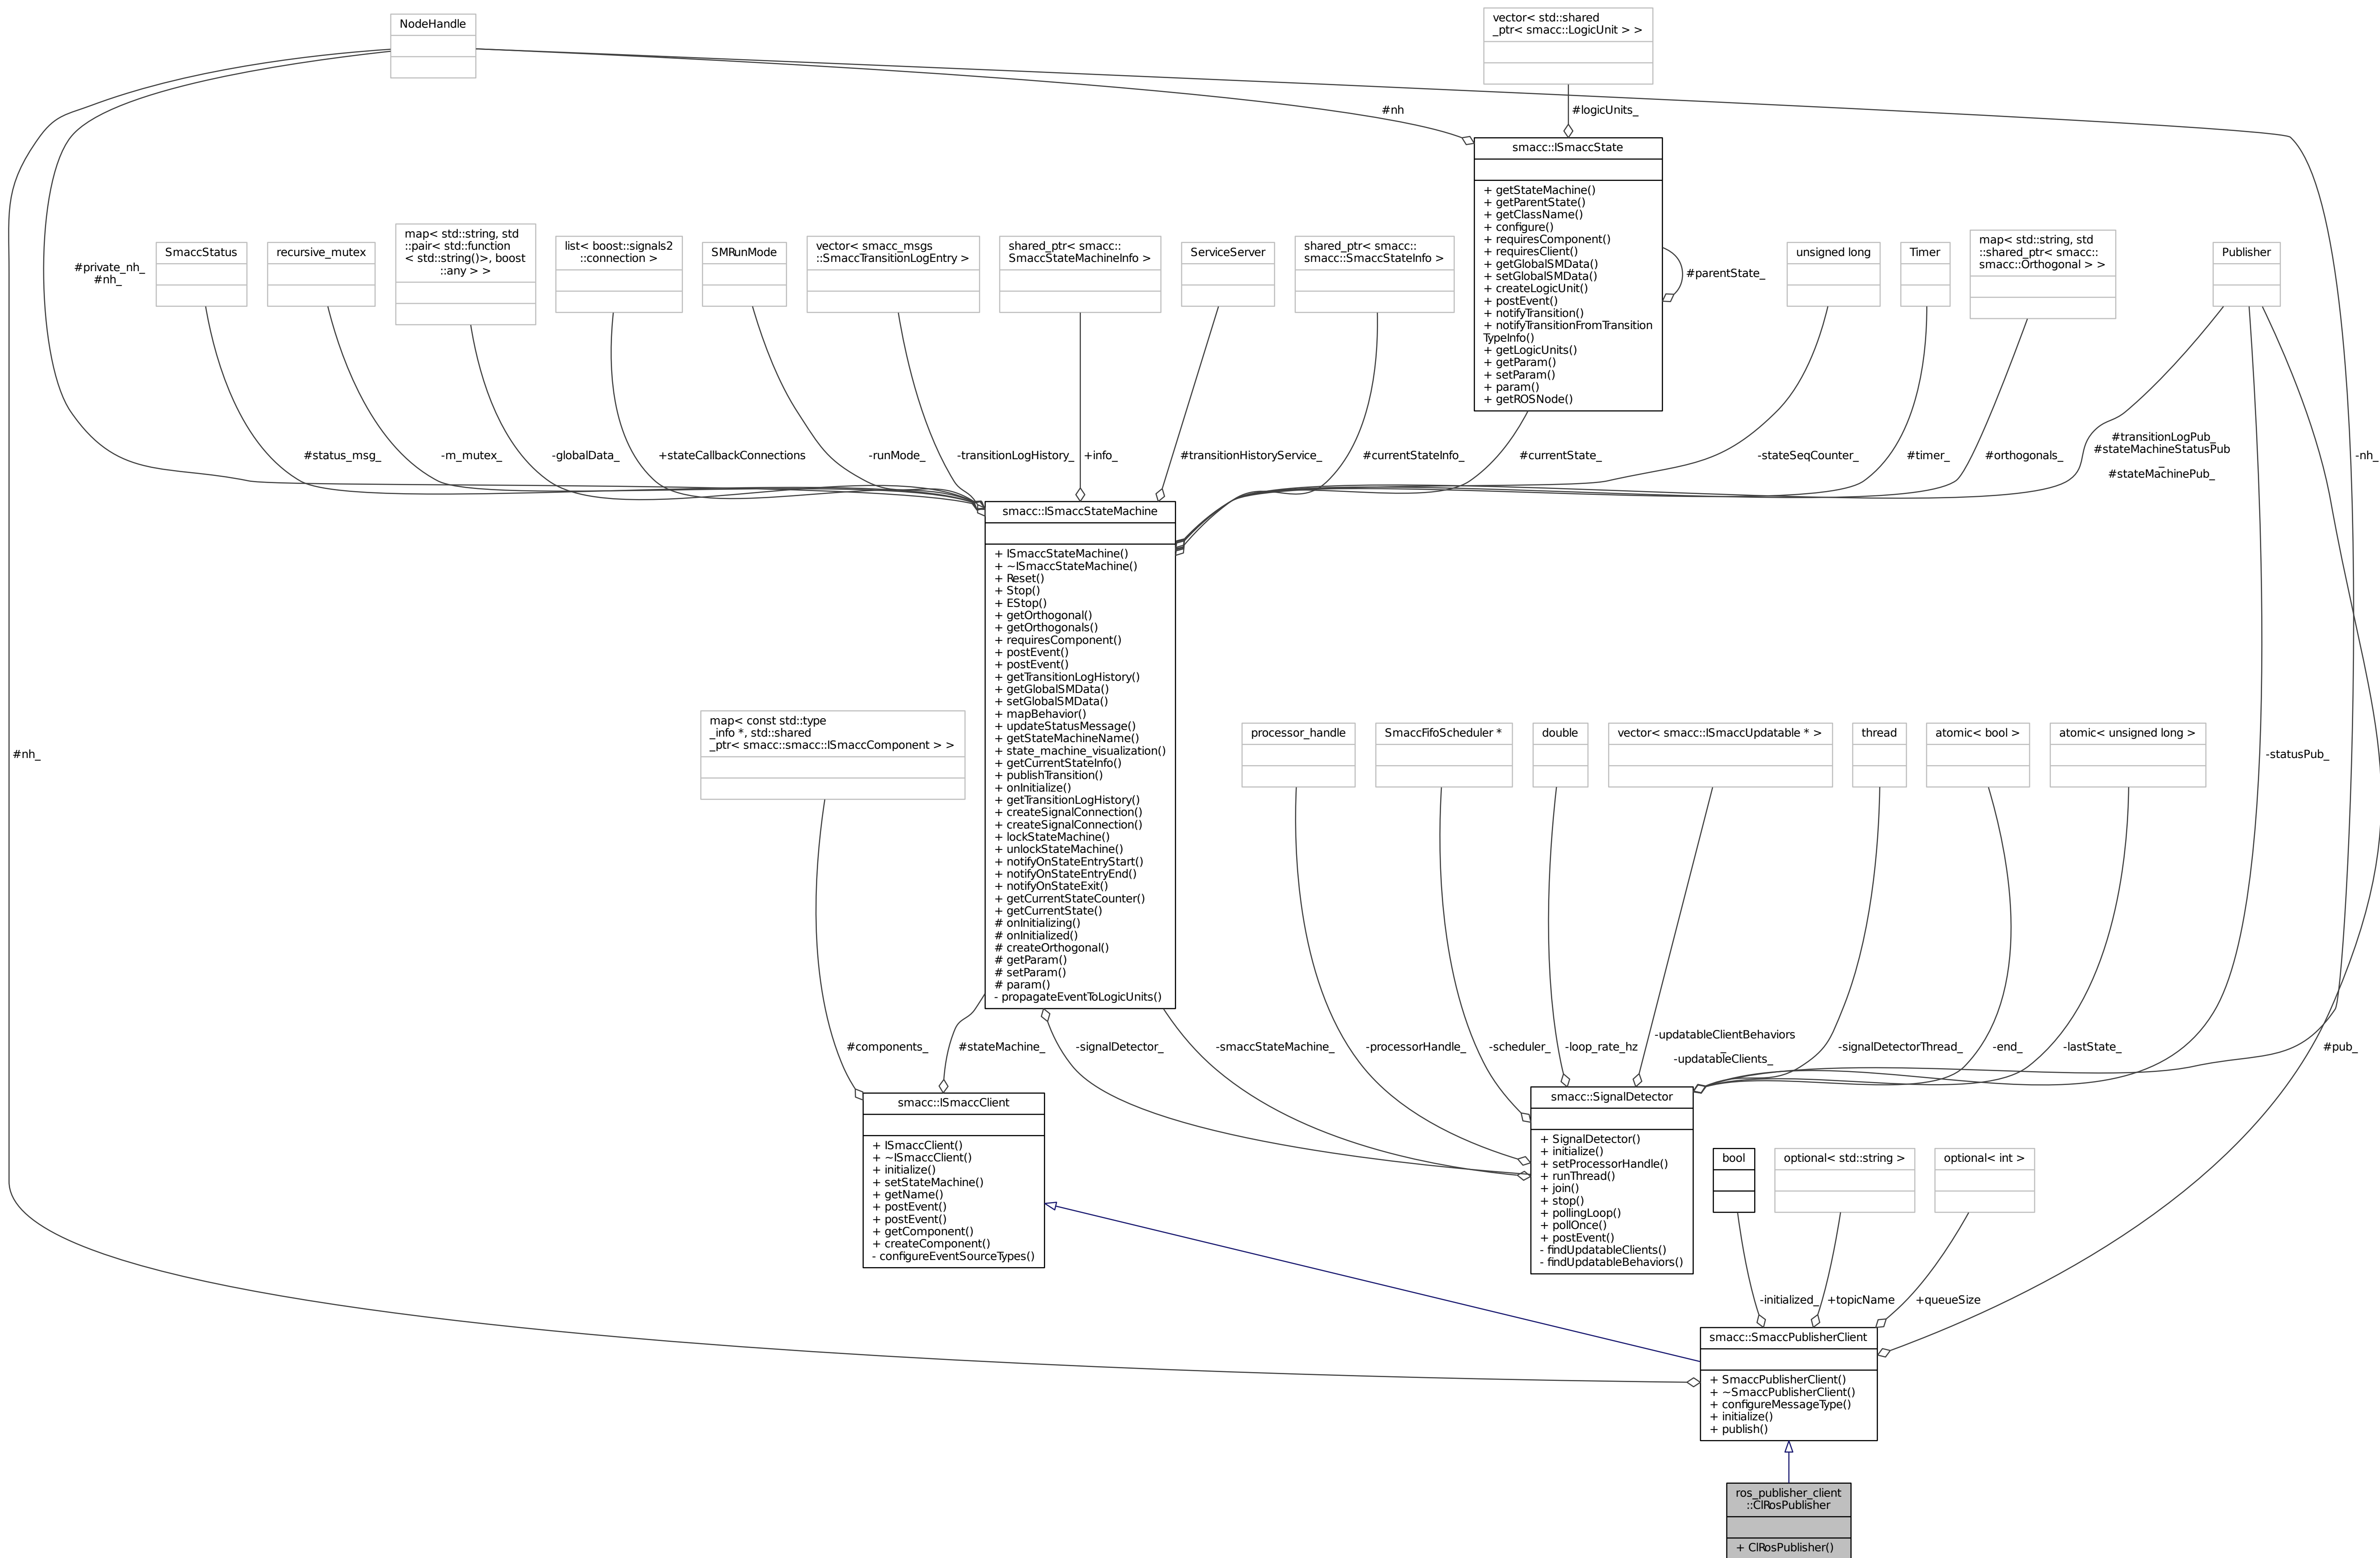 NodeHandle
vector< std::shared
_ptr< smacc::LogicUnit > >
#nh
#logicUnits_
smacc::ISmaccState
+ getStateMachine()
+ getParentState()
+ getClassName()
+ configure()
+ requiresComponent()
+ requiresClient()
+ getGlobalSMData()
+ setGlobalSMData()
+ createLogicUnit()
+ postEvent()
+ notifyTransition()
+ notifyTransitionFromTransition
TypeInfo()
+ getLogicUnits()
+ getParam()
+ setParam()
+ param()
+ getROSNode()
#parentState_
#private_nh_
#nh_
SmaccStatus
recursive_mutex
map< std::string, std
::pair< std::function
< std::string()>, boost
::any > >
list< boost::signals2
::connection >
SMRunMode
vector< smacc_msgs
::SmaccTransitionLogEntry >
shared_ptr< smacc::
SmaccStateMachineInfo >
ServiceServer
shared_ptr< smacc::
smacc::SmaccStateInfo >
unsigned long
Timer
map< std::string, std
::shared_ptr< smacc::
smacc::Orthogonal > >
Publisher
#status_msg_
-m_mutex_
-globalData_
+stateCallbackConnections
-runMode_
-transitionLogHistory_
+info_
#transitionHistoryService_
#currentStateInfo_
#currentState_
-stateSeqCounter_
#timer_
#orthogonals_
#transitionLogPub_
#stateMachineStatusPub
_
#stateMachinePub_
-nh_
smacc::ISmaccStateMachine
+ ISmaccStateMachine()
+ ~ISmaccStateMachine()
+ Reset()
+ Stop()
+ EStop()
+ getOrthogonal()
+ getOrthogonals()
+ requiresComponent()
+ postEvent()
+ postEvent()
+ getTransitionLogHistory()
+ getGlobalSMData()
+ setGlobalSMData()
+ mapBehavior()
+ updateStatusMessage()
+ getStateMachineName()
+ state_machine_visualization()
+ getCurrentStateInfo()
+ publishTransition()
+ onInitialize()
+ getTransitionLogHistory()
+ createSignalConnection()
+ createSignalConnection()
+ lockStateMachine()
+ unlockStateMachine()
+ notifyOnStateEntryStart()
+ notifyOnStateEntryEnd()
+ notifyOnStateExit()
+ getCurrentStateCounter()
+ getCurrentState()
# onInitializing()
# onInitialized()
# createOrthogonal()
# getParam()
# setParam()
# param()
- propagateEventToLogicUnits()
#nh_
map< const std::type
_info *, std::shared
_ptr< smacc::smacc::ISmaccComponent > >
processor_handle
SmaccFifoScheduler *
double
vector< smacc::ISmaccUpdatable * >
thread
atomic< bool >
atomic< unsigned long >
-statusPub_
#components_
#stateMachine_
-signalDetector_
-smaccStateMachine_
-processorHandle_
-scheduler_
-loop_rate_hz
-updatableClientBehaviors
_
-updatableClients_
-signalDetectorThread_
-end_
-lastState_
#pub_
smacc::ISmaccClient
+ ISmaccClient()
+ ~ISmaccClient()
+ initialize()
+ setStateMachine()
+ getName()
+ postEvent()
+ postEvent()
+ getComponent()
+ createComponent()
- configureEventSourceTypes()
smacc::SignalDetector
+ SignalDetector()
+ initialize()
+ setProcessorHandle()
+ runThread()
+ join()
+ stop()
+ pollingLoop()
+ pollOnce()
+ postEvent()
- findUpdatableClients()
- findUpdatableBehaviors()
bool
optional< std::string >
optional< int >
-initialized_
+topicName
+queueSize
smacc::SmaccPublisherClient
+ SmaccPublisherClient()
+ ~SmaccPublisherClient()
+ configureMessageType()
+ initialize()
+ publish()
ros_publisher_client
::ClRosPublisher
+ ClRosPublisher()